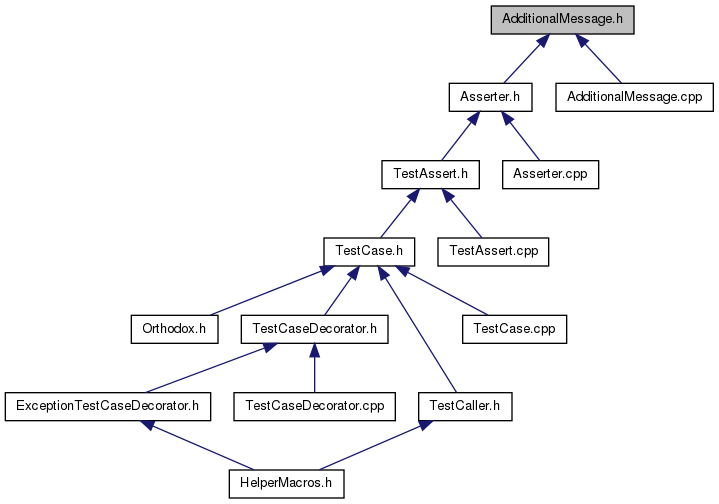 AdditionalMessage.h
Asserter.h
AdditionalMessage.cpp
TestAssert.h
Asserter.cpp
TestCase.h
TestAssert.cpp
Orthodox.h
TestCaseDecorator.h
TestCase.cpp
ExceptionTestCaseDecorator.h
TestCaseDecorator.cpp
TestCaller.h
HelperMacros.h